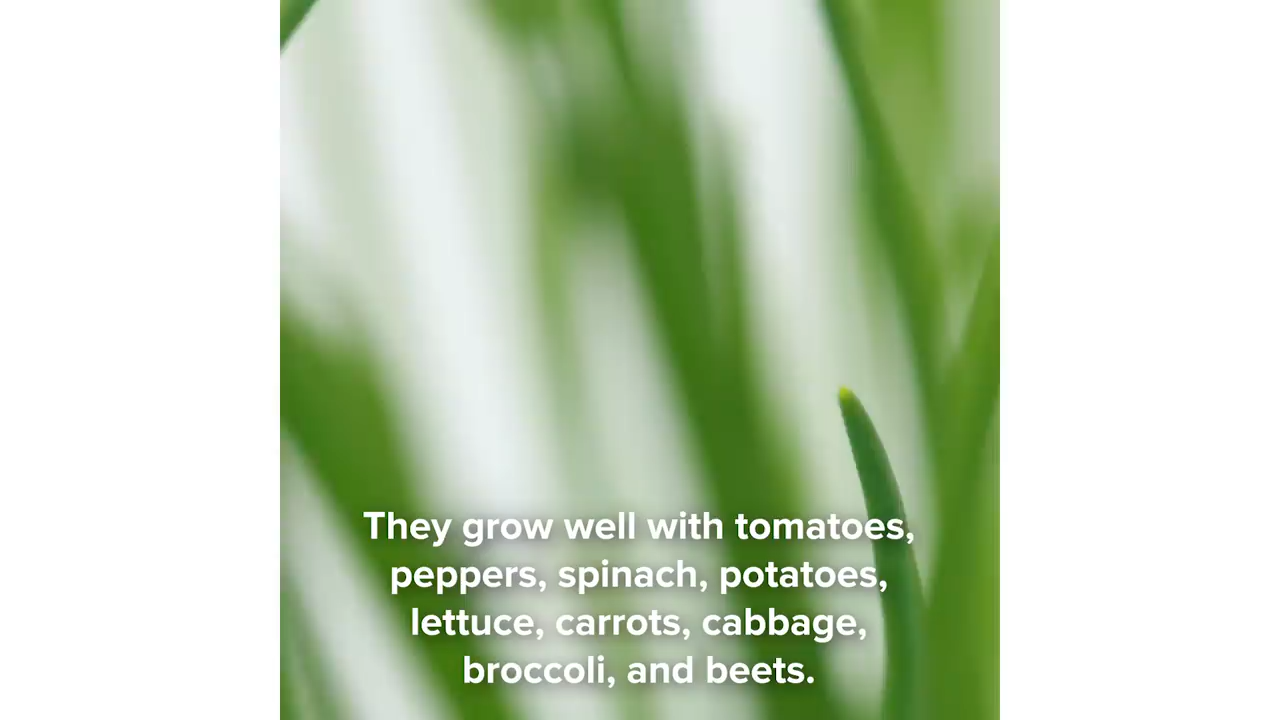 They grow well with tomatoes,
peppers, spinach, potatoes,
lettuce, carrots, cabbage,
broccoli, and beets.